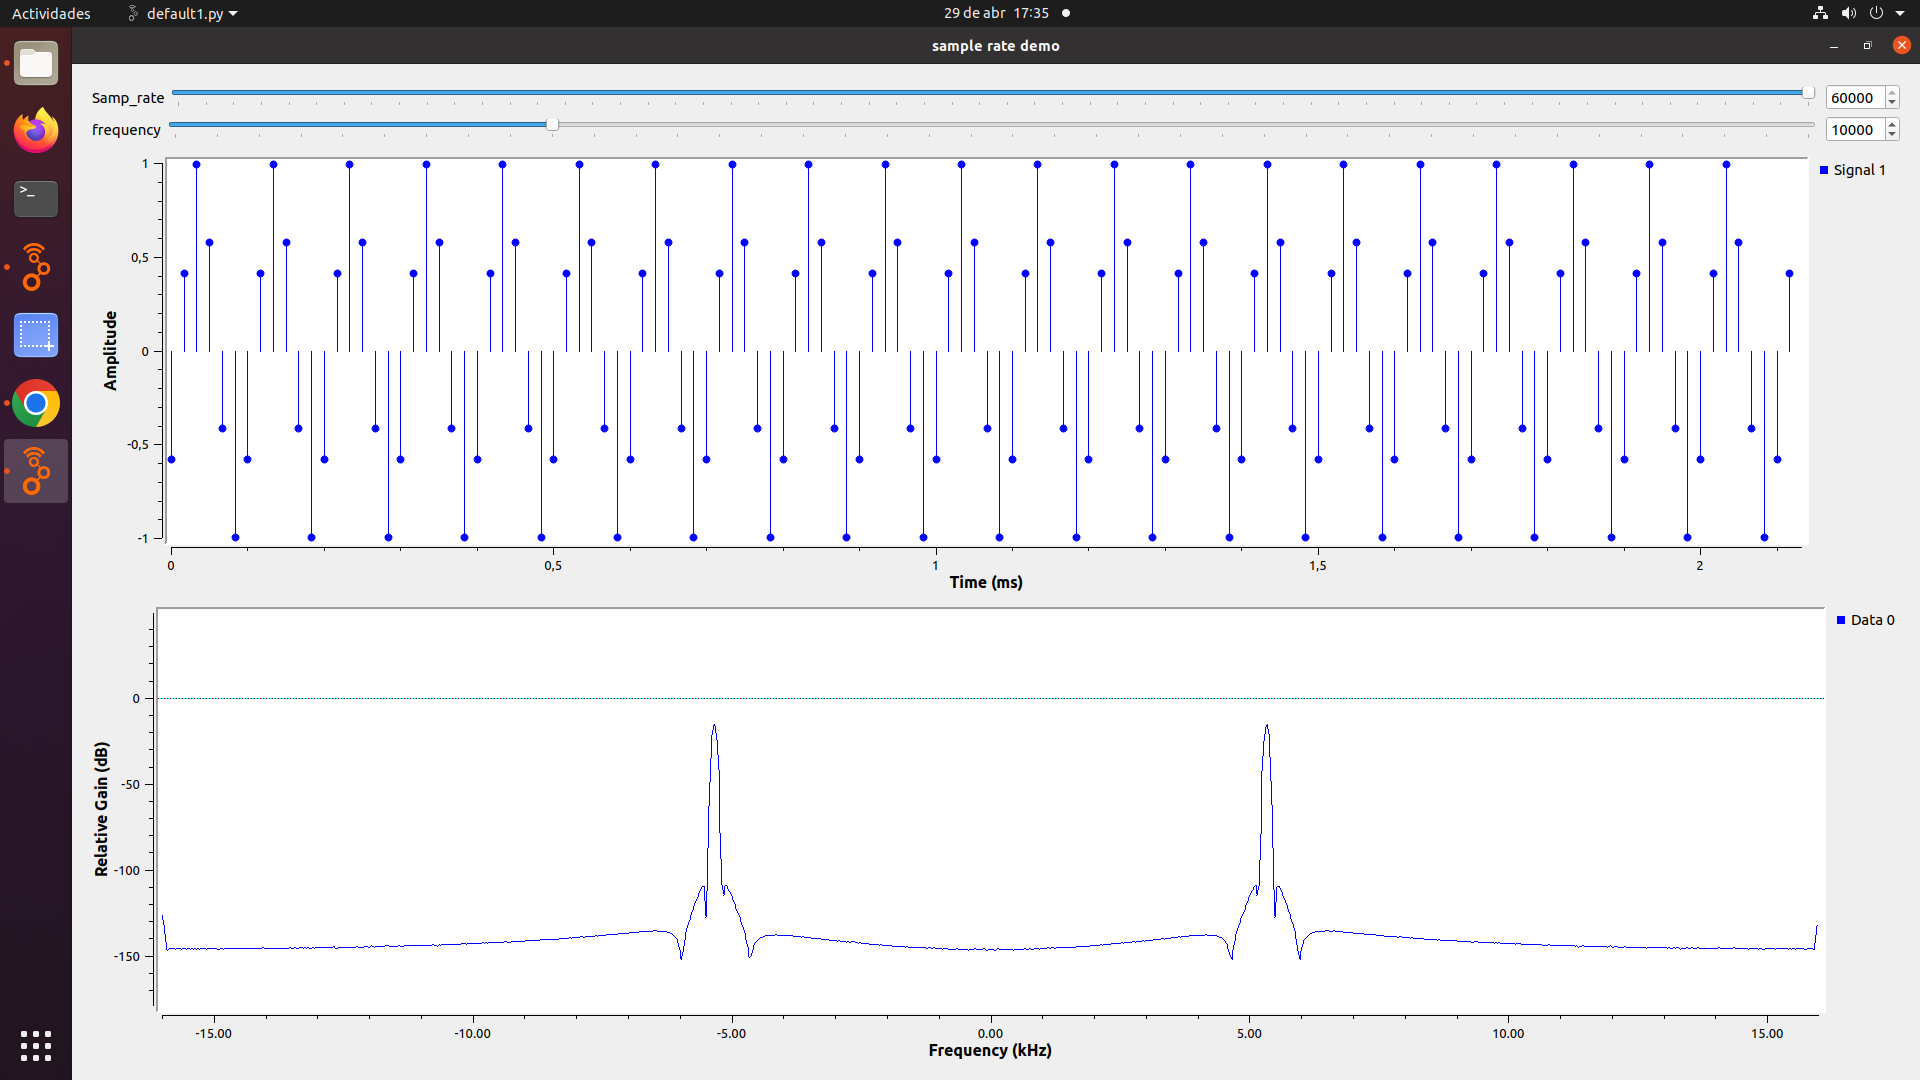 Actividades default1.py 29 de abr 17:35
sample rate demo
Samp_rate 60000
frequency 10000
1
0,5
0
-0,5
-1
Amplitude
Signal 1
0 0,5 1 1,5 2
Time (ms)
Data 0
0
-50
-100
-150
Relative Gain (dB)
-15.00 -10.00 -5.00 0.00 5.00 10.00 15.00
Frequency (kHz)
>_